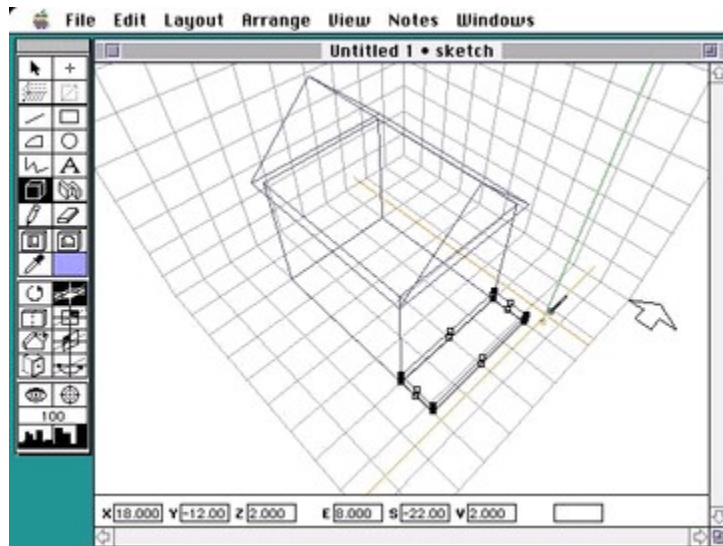 File Edit Layout Arrange View Notes Windows
Untitled 1 • sketch
A
100
X 18.000 Y -12.00 Z 2.000 E 8.000 S -22.00 V 2.000